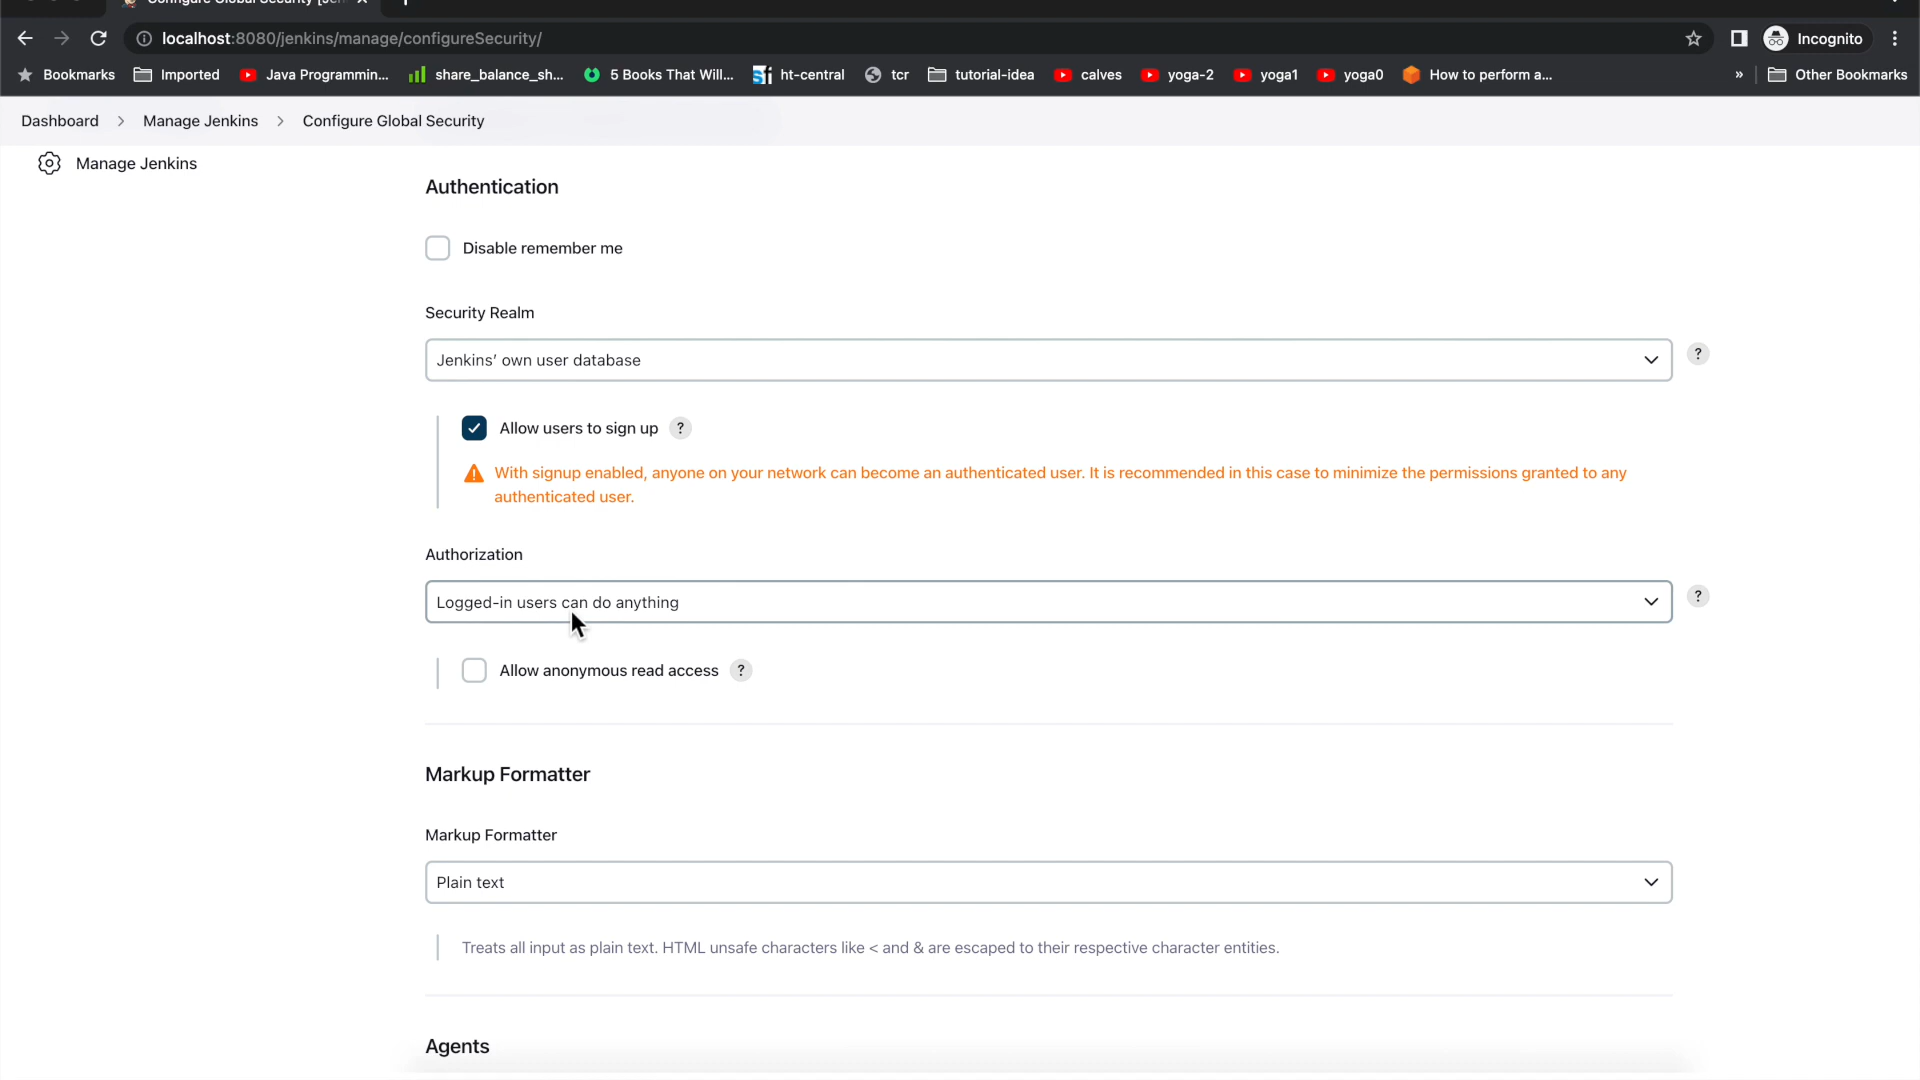 localhost:8080/jenkins/manage/configureSecurity/
Incognito
Bookmarks
Imported
Java Programmin...
share_balance_sh...
5 Books That Will...
ht-central
tcr
tutorial-idea
calves
yoga-2
yoga1
yoga0
How to perform a...
»
Other Bookmarks
Dashboard > Manage Jenkins > Configure Global Security
Manage Jenkins
Authentication
Disable remember me
Security Realm
Jenkins’ own user database
?
Allow users to sign up ?
With signup enabled, anyone on your network can become an authenticated user. It is recommended in this case to minimize the permissions granted to any
authenticated user.
Authorization
Logged-in users can do anything
?
Allow anonymous read access ?
Markup Formatter
Markup Formatter
Plain text
Treats all input as plain text. HTML unsafe characters like < and & are escaped to their respective character entities.
Agents